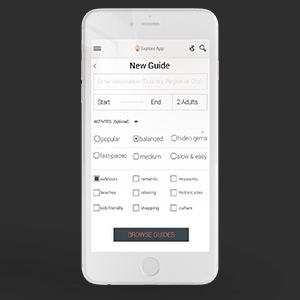 Explore App
New Guide
Enter destination (Country, Region or City)
Start End 2 Adults
ACTIVITIES (Optional)
popular balanced hidden gems
fast-paced medium slow & easy
outdoors romantic museums
beaches relaxing historic sites
kids friendly shopping culture
BROWSE GUIDES